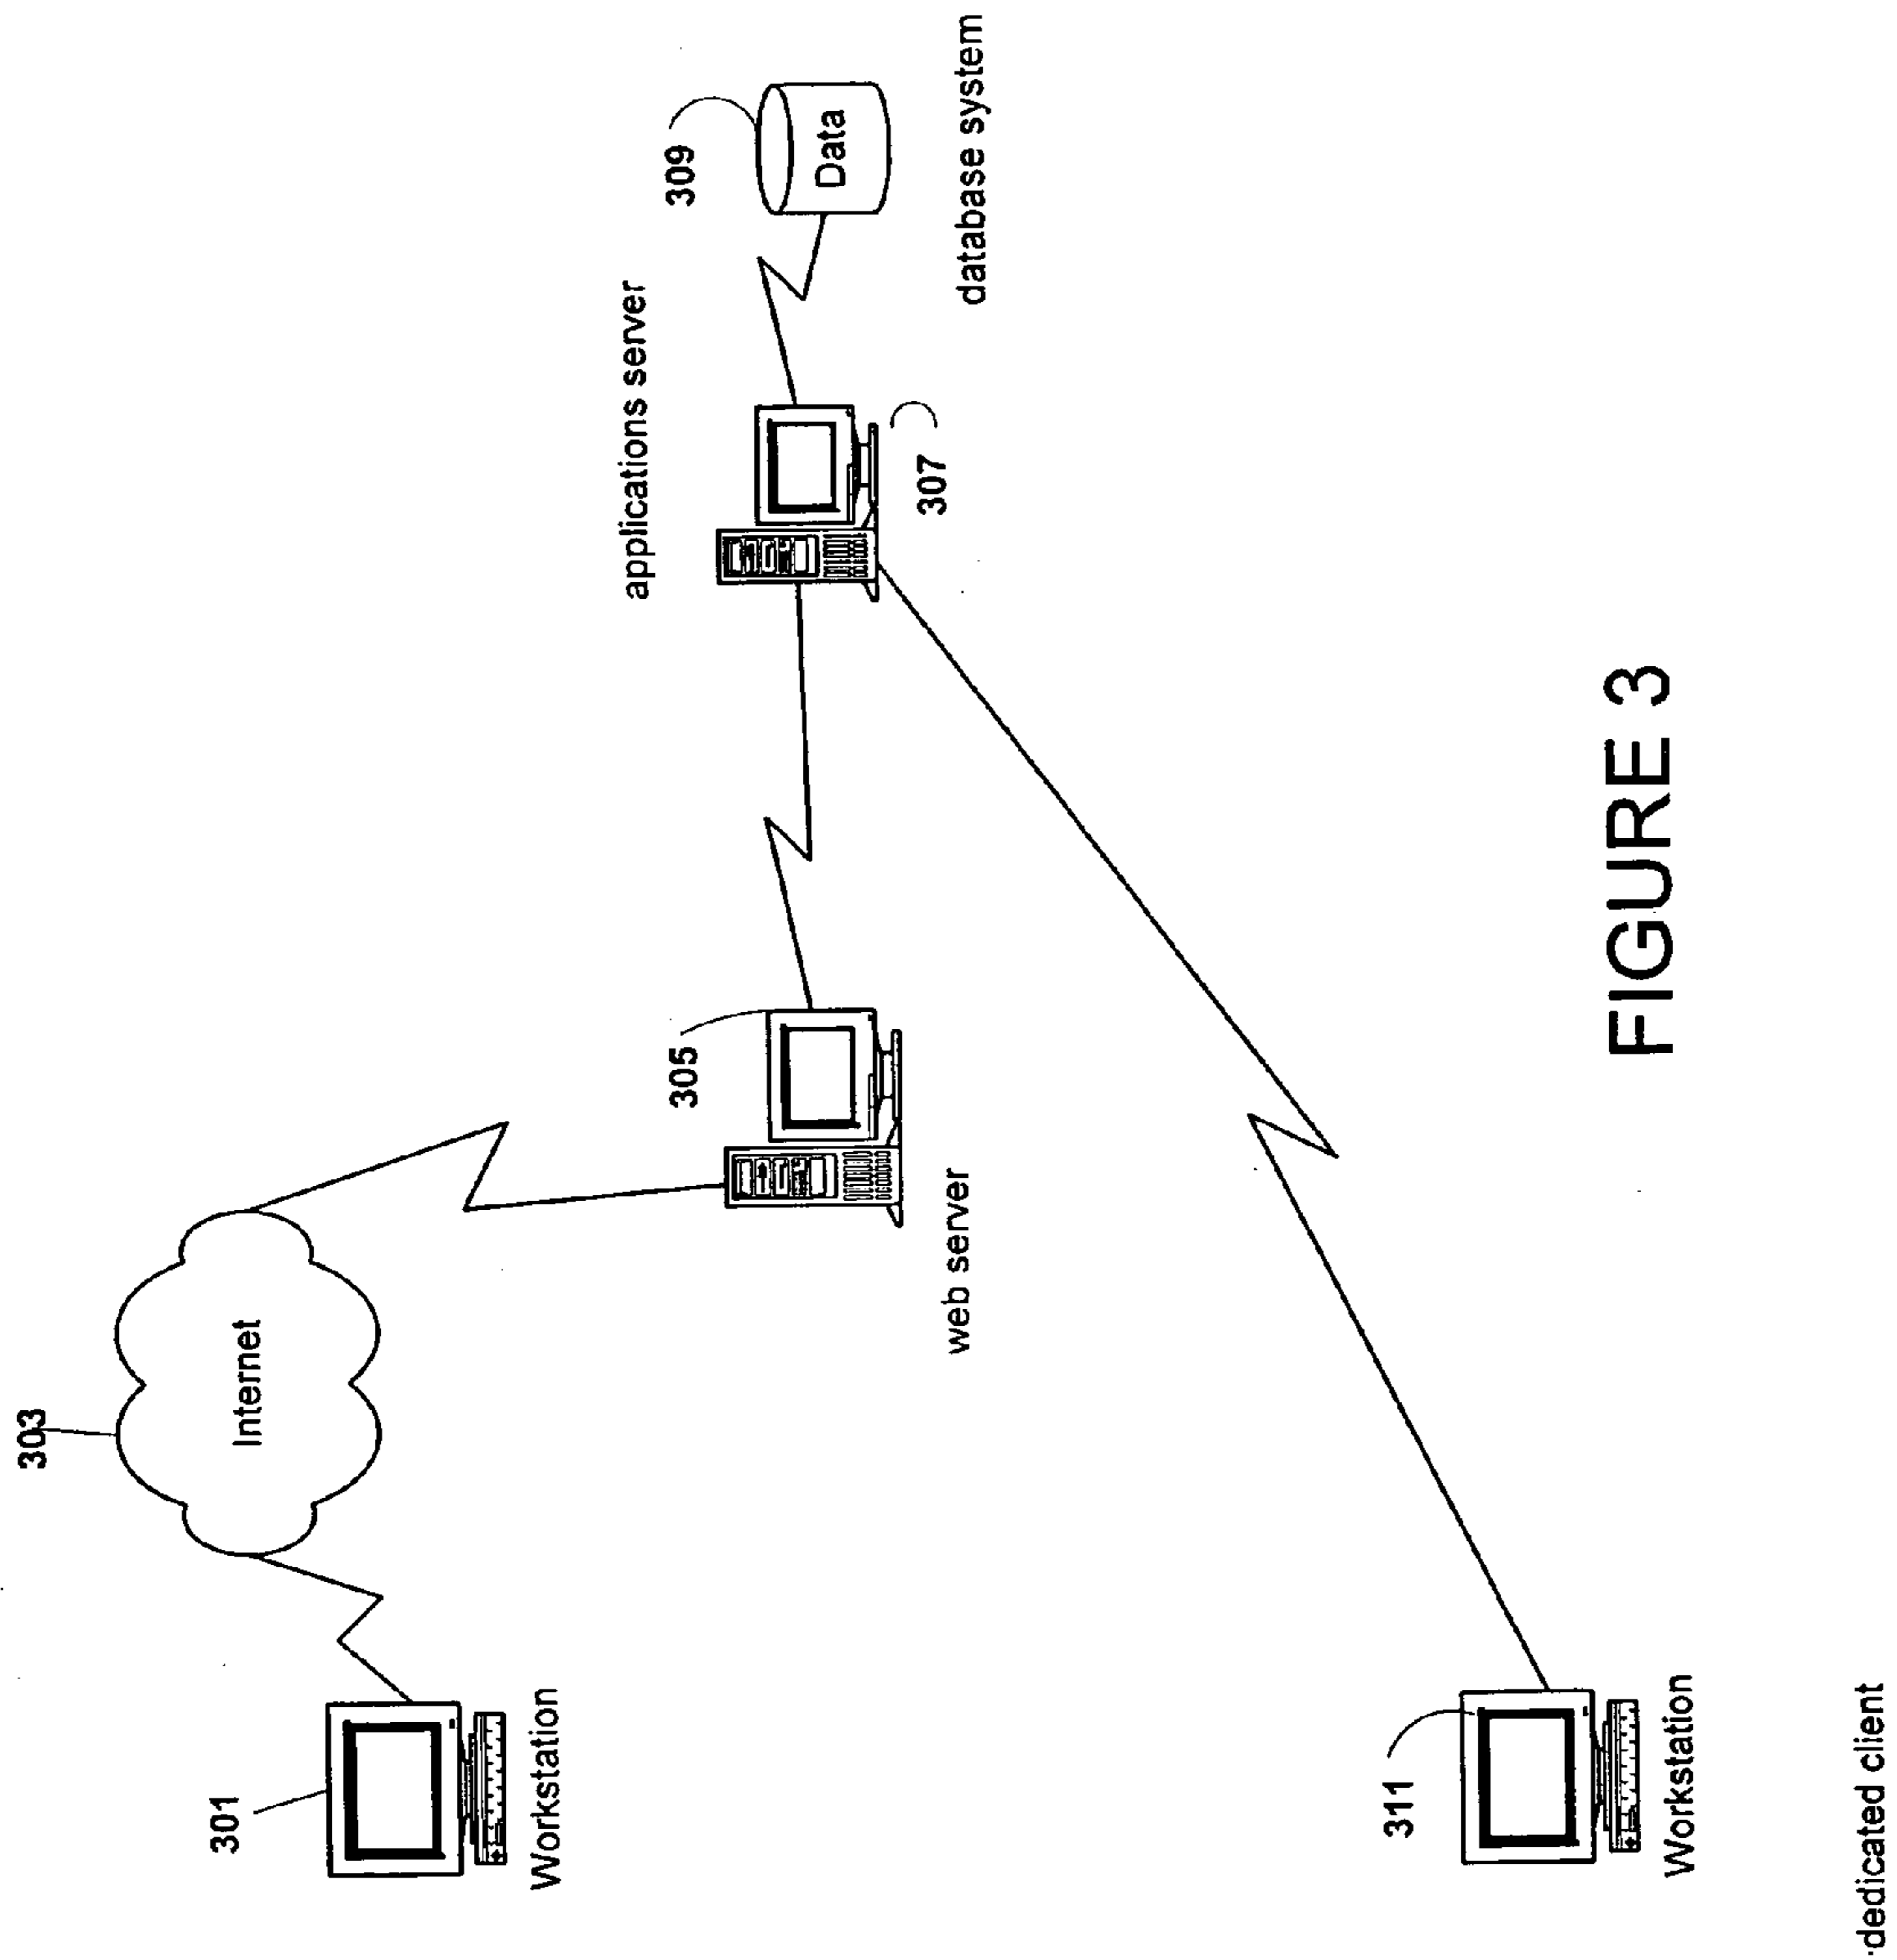 303
Internet
301
Workstation
305
web server
applications server
307
309
Data
database system
311
Workstation
dedicated client
FIGURE 3